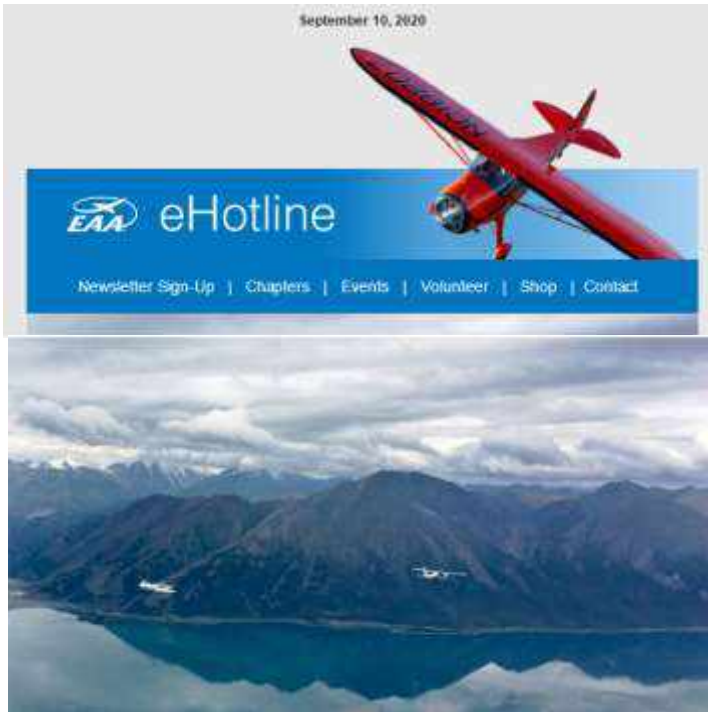 September 10, 2020
EAA eHotline
Newsletter Sign-Up | Chapters | Events | Volunteer | Shop | Contact